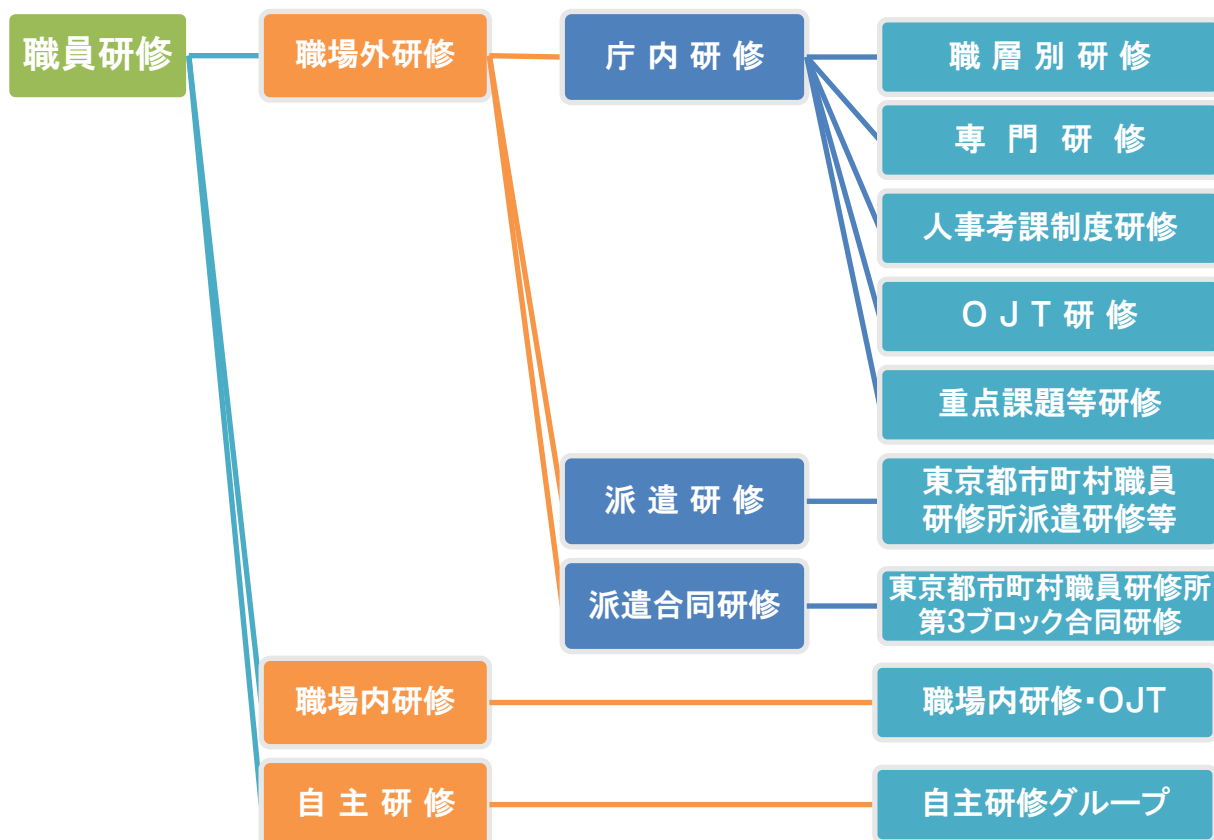 職員研修
職場外研修
庁内研修
職層別研修
専門研修
人事考課制度研修
OJT研修
重点課題等研修
派遣研修
東京都市町村職員
研修所派遣研修等
派遣合同研修
東京都市町村職員研修所
第3ブロック合同研修
職場内研修
職場内研修・OJT
自主研修
自主研修グループ